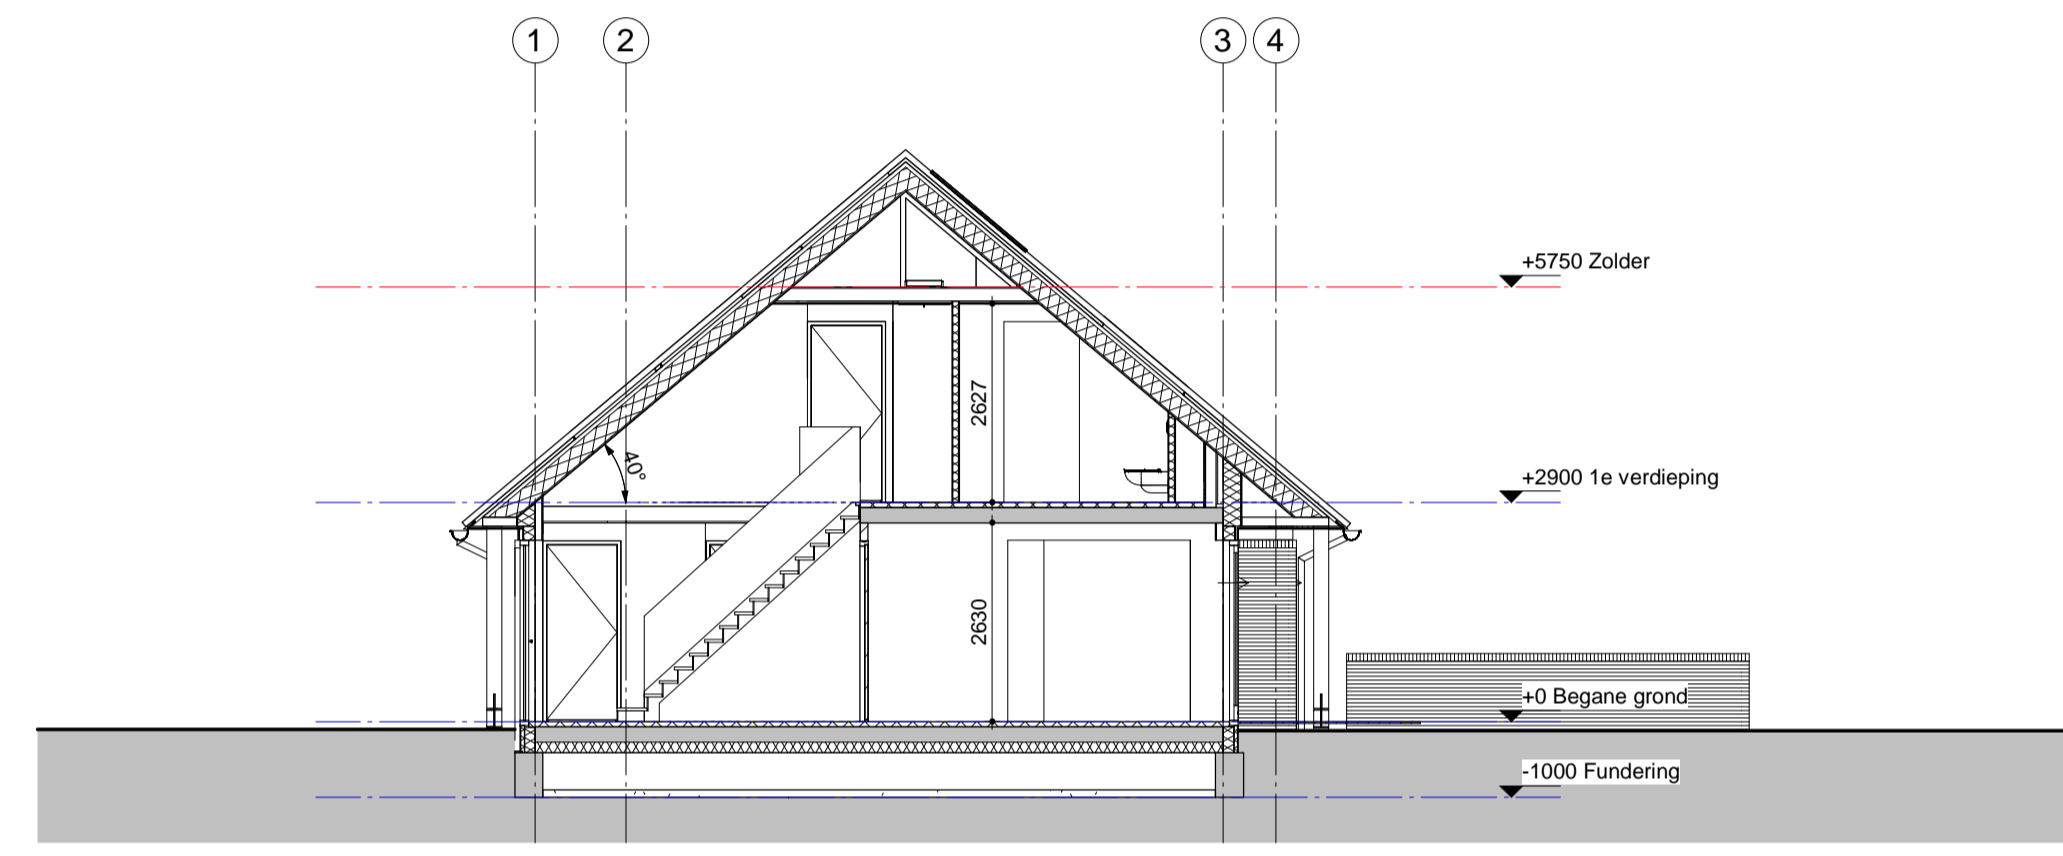 1
2
3
4
+5750 Zolder
2627
40°
+2900 1e verdieping
2630
+0 Begane grond
-1000 Fundering